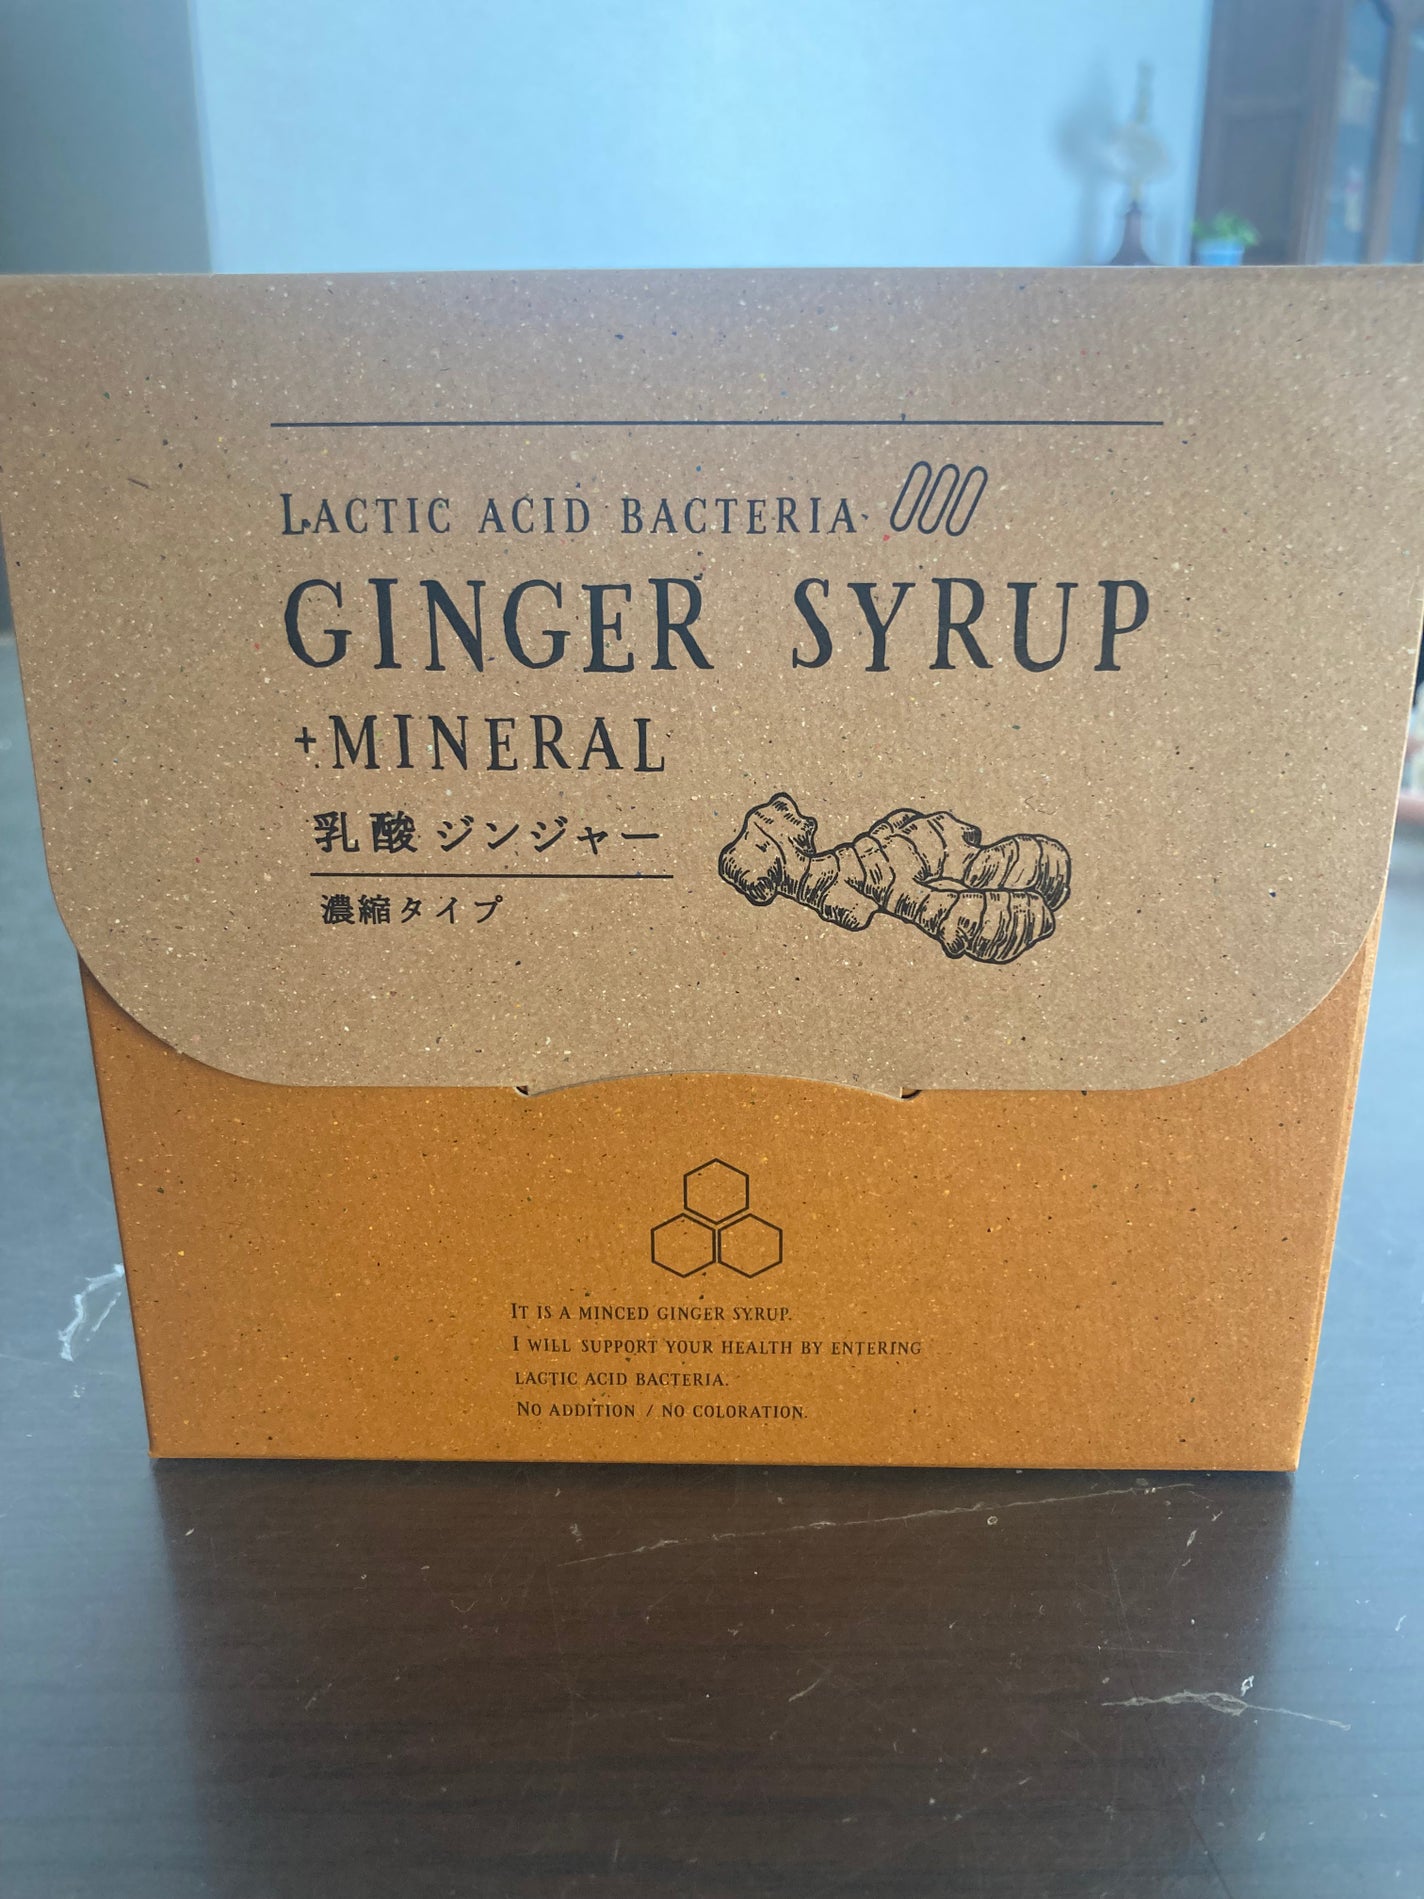 LACTIC ACID BACTERIA
GINGER SYRUP
+MINERAL
乳酸ジンジャー
濃縮タイプ
IT IS A MINCED GINGER SYRUP.
I WILL SUPPORT YOUR HEALTH BY ENTERING
LACTIC ACID BACTERIA.
NO ADDITION / NO COLORATION.